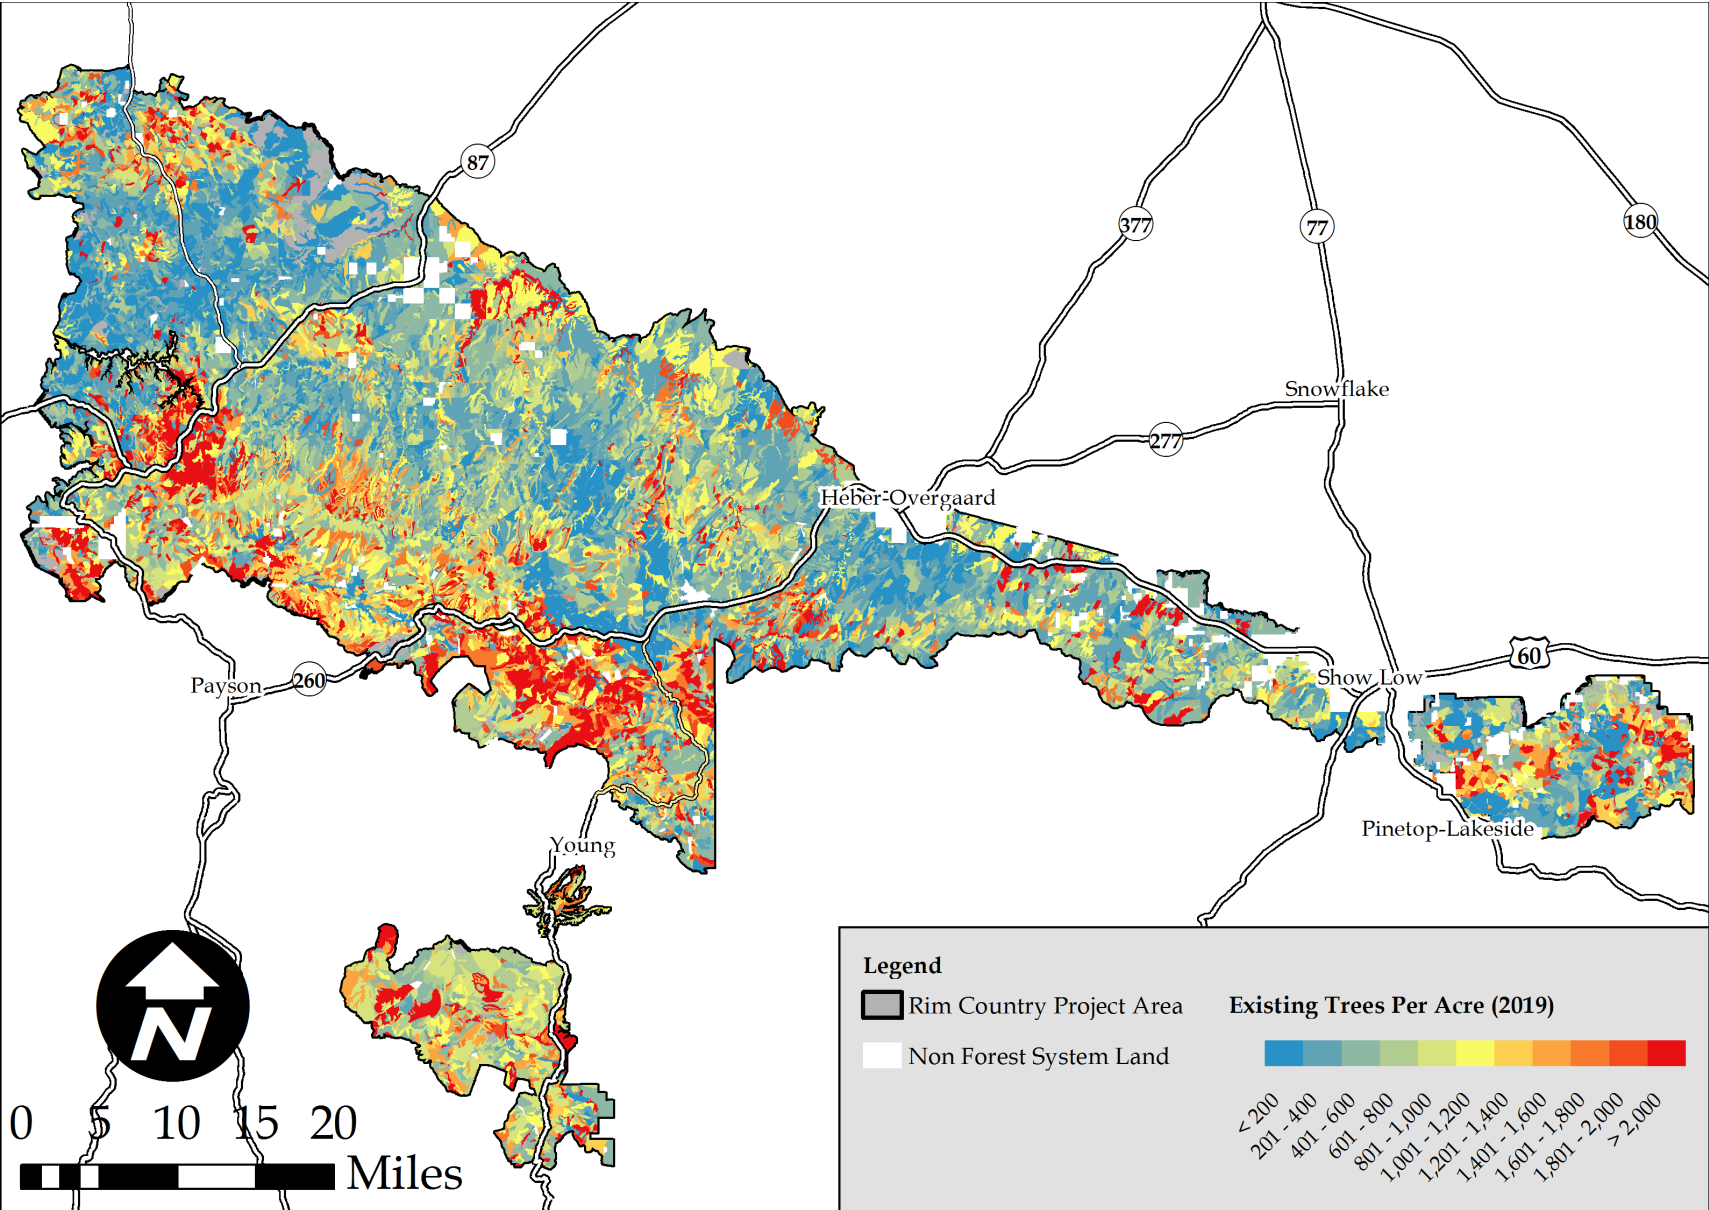 87
377
77
180
Snowflake
277
Heber-Overgaard
60
Show Low
Payson
260
Pinetop-Lakeside
Young
N
0 5 10 15 20
Miles
Legend
Rim Country Project Area
Non Forest System Land
Existing Trees Per Acre (2019)
< 200
201 - 400
401 - 600
601 - 800
801 - 1,000
1,001 - 1,200
1,201 - 1,400
1,401 - 1,600
1,601 - 1,800
1,801 - 2,000
> 2,000